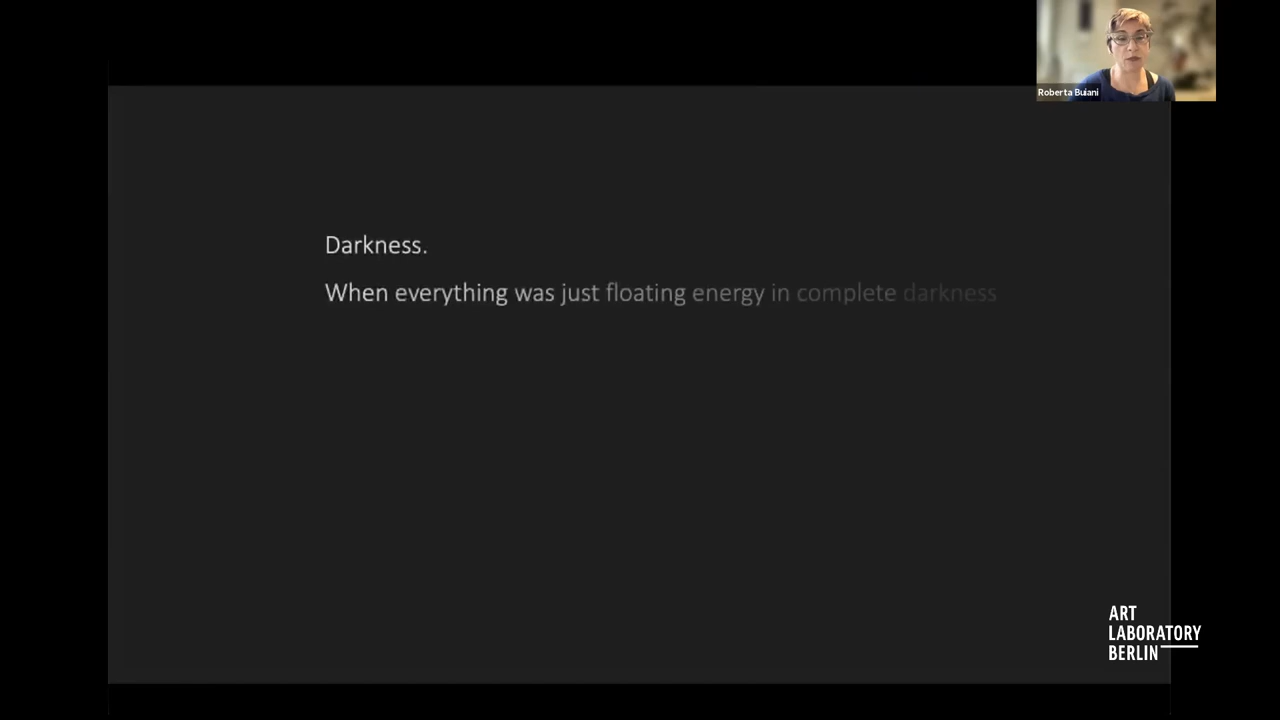 Roberta Buiani
Darkness.
When everything was just floating energy in complete darkness
ART
LABORATORY
BERLIN